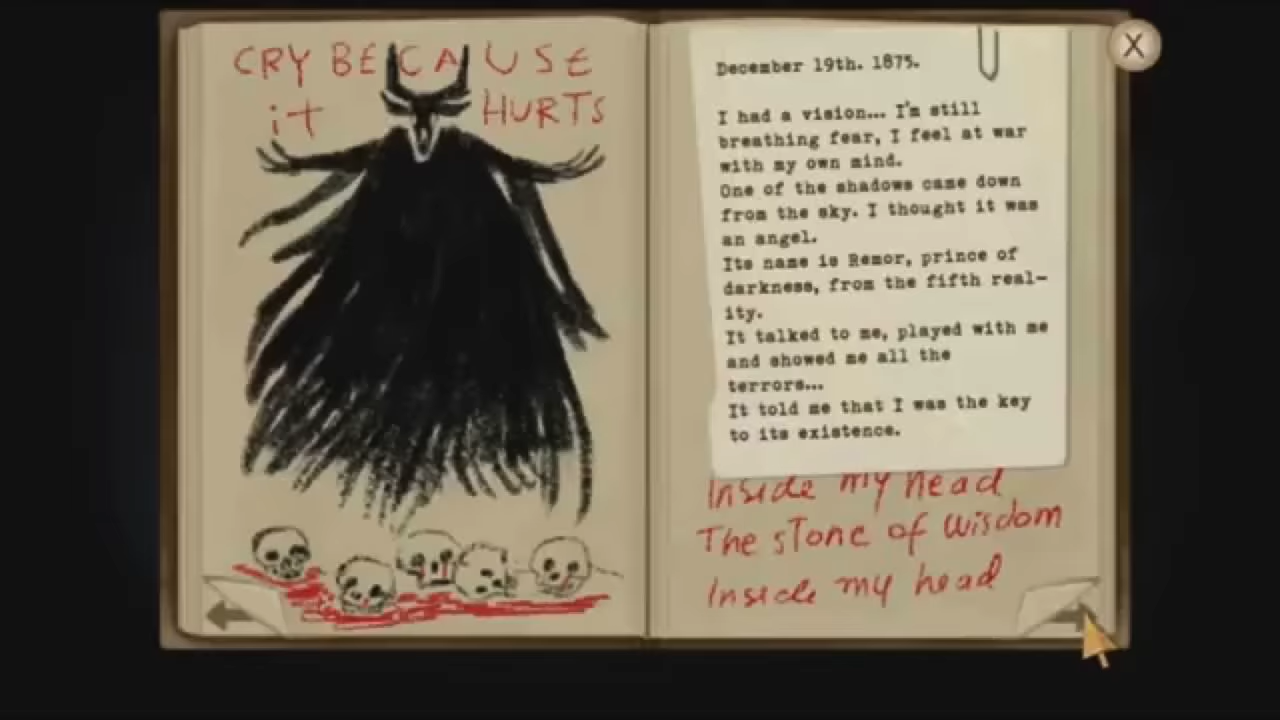 CRY BECAUSE
it HURTS
December 19th. 1875.
I had a vision... I'm still
breathing fear, I feel at war
with my own mind.
One of the shadows came down
from the sky. I thought it was
an angel.
Its name is Remor, prince of
darkness, from the fifth real-
ity.
It talked to me, played with me
and showed me all the
terrors...
It told me that I was the key
to its existence.
Inside my head
The stone of wisdom
Inside my head
X